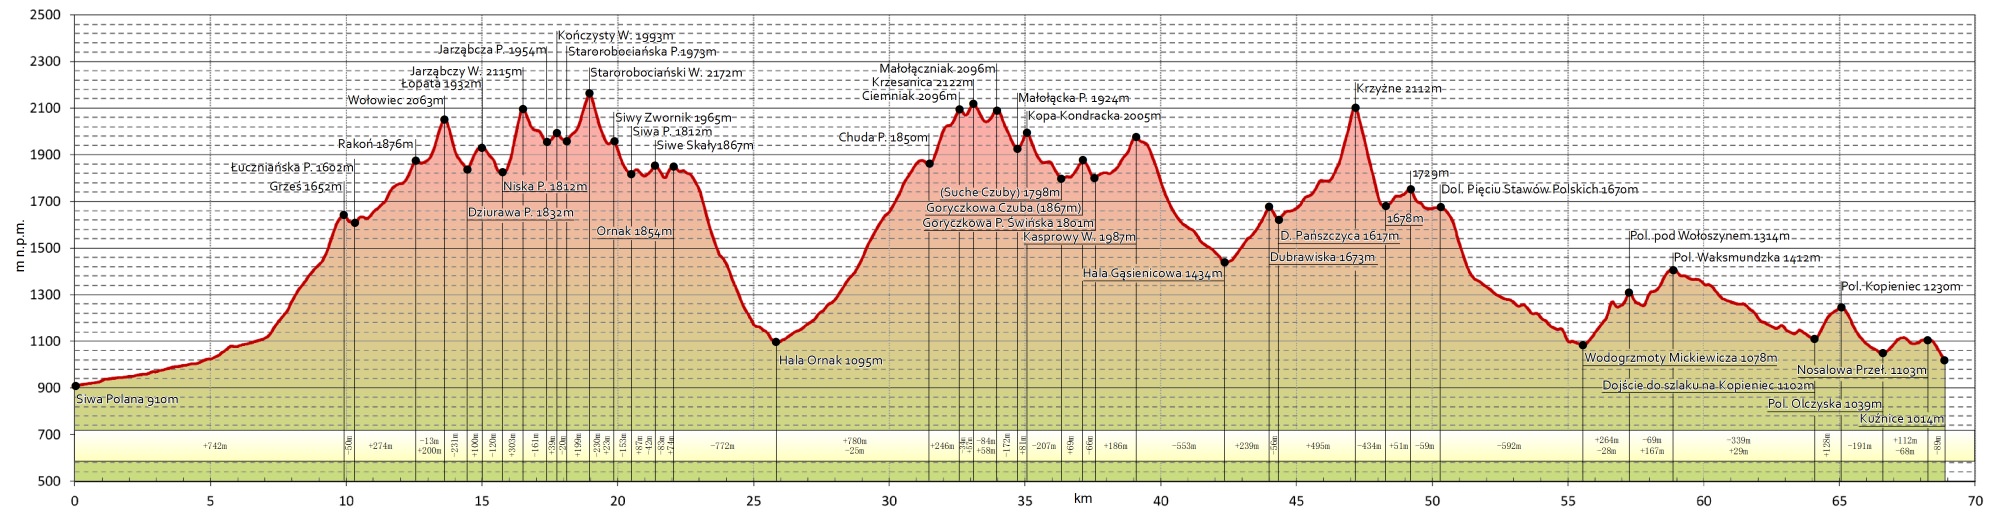 2500
2300
2100
1900
1700
1500
1300
1100
900
700
500
m n.p.m.
Siwa Polana 910m
Grześ 1652m
Łuczniańska P. 1602m
Rakoń 1876m
Wołowiec 2063m
Łopata 1932m
Jarząbczy W. 2115m
Jarząbcza P. 1954m
Kończysty W. 1993m
Starorobociańska P.1973m
Starorobociański W. 2172m
Siwy Zwornik 1965m
Siwa P. 1812m
Siwe Skały1867m
Niska P. 1812m
Dziurawa P. 1832m
Ornak 1854m
Hala Ornak 1095m
Chuda P. 1850m
Małołączniak 2096m
Krzesanica 2122m
Ciemniak 2096m
Małołącka P. 1924m
Kopa Kondracka 2005m
(Suche Czuby) 1798m
Goryczkowa Czuba (1867m)
Goryczkowa P. Świńska 1801m
Kasprowy W. 1987m
Hala Gąsienicowa 1434m
Krzyżne 2112m
1729m
Dol. Pięciu Stawów Polskich 1670m
1678m
D. Pańszczyca 1617m
Dubrawiska 1673m
Pol. pod Wołoszynem 1314m
Pol. Waksmundzka 1412m
Pol. Kopieniec 1230m
Wodogrzmoty Mickiewicza 1078m
Nosalowa Przeł. 1103m
Dojście do szlaku na Kopieniec 1102m
Pol. Olczyska 1039m
Kuźnice 1014m
+742m
-50m
+274m
-13m
+200m
-231m
+100m
-120m
+303m
-161m
+39m
-20m
+199m
-230m
+23m
-153m
+87m
-42m
-83m
+74m
-772m
+780m
-25m
+246m
-34m
+57m
-84m
+58m
-172m
+81m
-207m
+69m
-66m
+186m
-553m
+239m
-56m
+495m
-434m
+51m
-59m
-592m
+264m
-28m
-69m
+167m
-339m
+29m
+128m
-191m
+112m
-68m
-89m
0 5 10 15 20 25 30 35 km 40 45 50 55 60 65 70